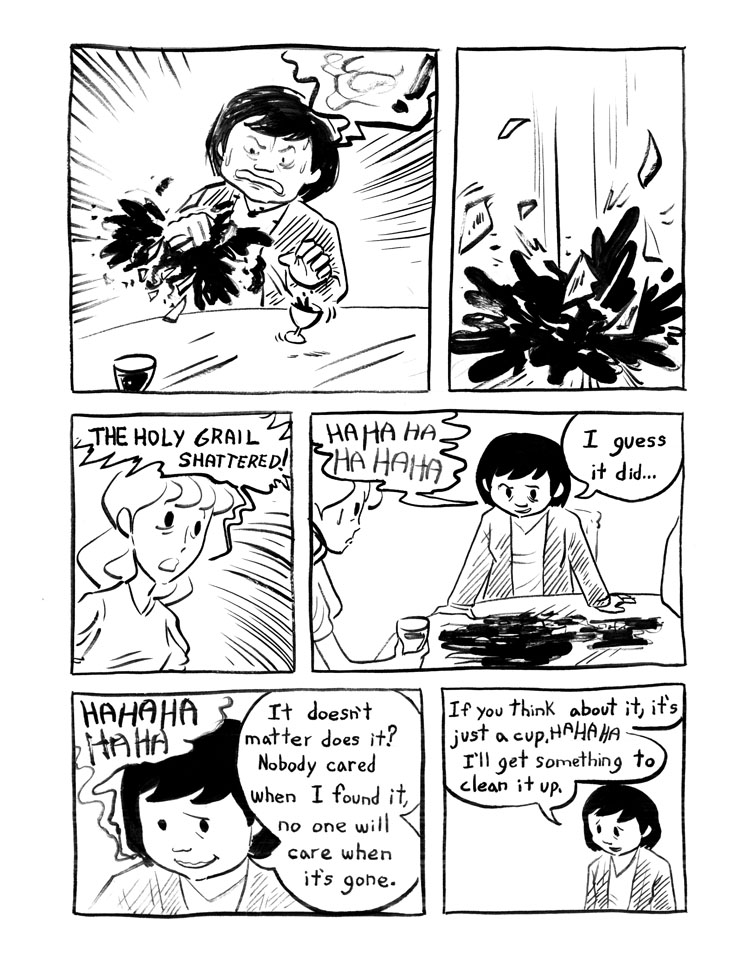 THE HOLY GRAIL
SHATTERED!
HA HA HA
HA HAHA
I guess
it did...
HAHAHA
HAHA
It doesn't
matter does it?
Nobody cared
when I found it,
no one will
care when
it's gone.
If you think about it, it's
just a cup. HAHAHA
I'll get something to
clean it up.